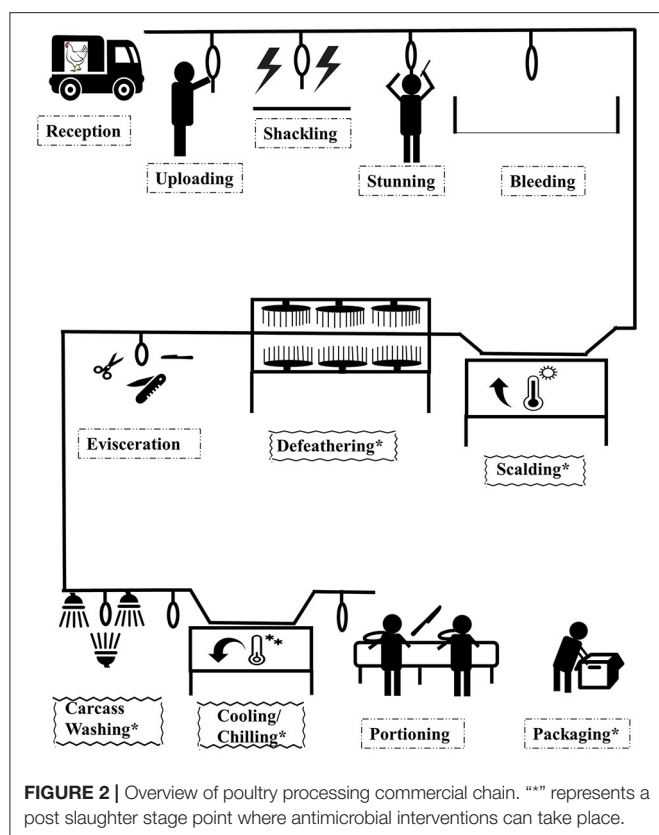 Reception
Uploading
Shackling
Stunning
Bleeding
Scalding*
Defeathering*
Evisceration
Carcass
Washing*
Cooling/
Chilling*
Portioning
Packaging*
FIGURE 2 | Overview of poultry processing commercial chain. “*” represents a
post slaughter stage point where antimicrobial interventions can take place.